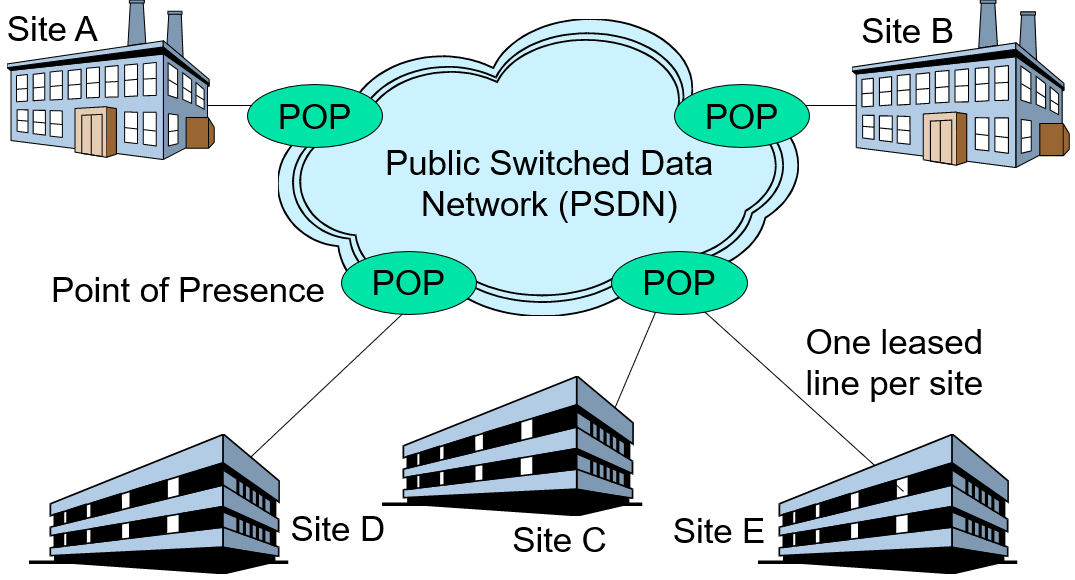 Site A
Site B
POP
POP
Public Switched Data
Network (PSDN)
POP
POP
Point of Presence
One leased
line per site
Site D
Site C
Site E